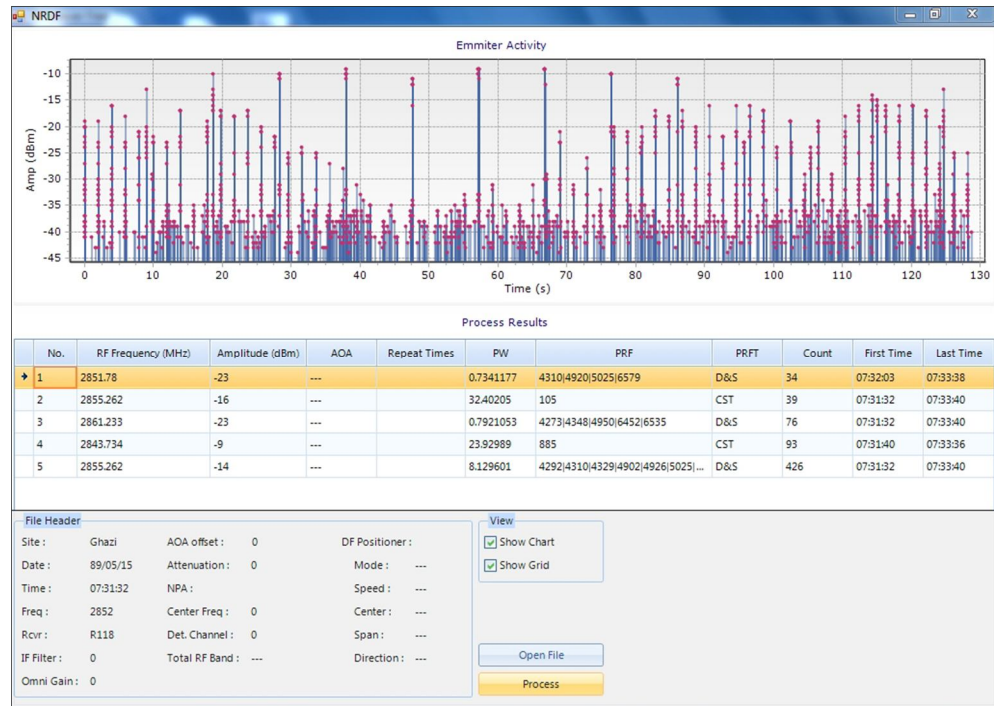 NRDF
Emmiter Activity
Amp (dBm)
-10
-15
-20
-25
-30
-35
-40
-45
0 10 20 30 40 50 60 70 80 90 100 110 120 130
Time (s)
Process Results
No. RF Frequency (MHz) Amplitude (dBm) AOA Repeat Times PW PRF PRFT Count First Time Last Time
1 2851.78 -23 --- 0.7341177 4310|4920|5025|6579 D&S 34 07:32:03 07:33:38
2 2855.262 -16 --- 32.40205 105 CST 39 07:31:32 07:33:40
3 2861.233 -23 --- 0.7921053 4273|4348|4950|6452|6535 D&S 76 07:31:32 07:33:40
4 2843.734 -9 --- 23.92989 885 CST 93 07:31:40 07:33:36
5 2855.262 -14 --- 8.129601 4292|4310|4329|4902|4926|5025|... D&S 426 07:31:32 07:33:40
File Header
Site : Ghazi AOA offset : 0 DF Positioner :
Date : 89/05/15 Attenuation : 0 Mode : ---
Time : 07:31:32 NPA : Speed : ---
Freq : 2852 Center Freq : 0 Center : ---
Rcvr : R118 Det. Channel : 0 Span : ---
IF Filter : 0 Total RF Band : --- Direction : ---
Omni Gain : 0
View
Show Chart
Show Grid
Open File
Process